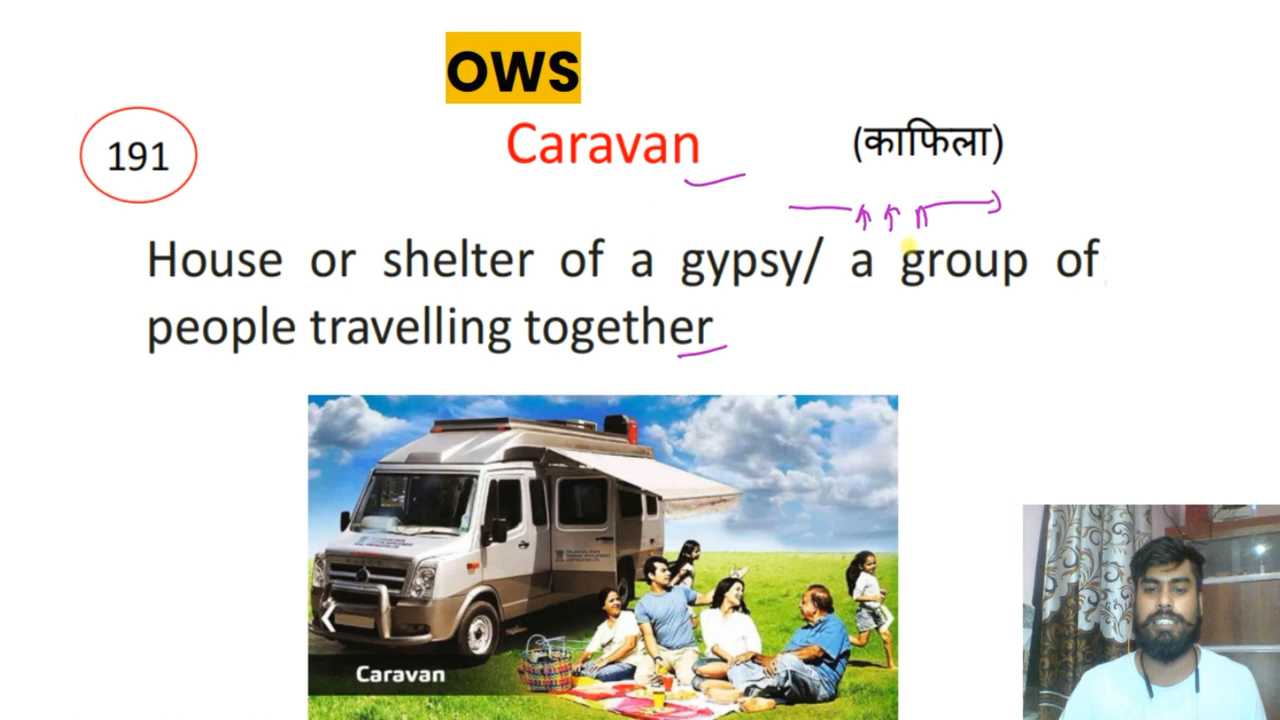 OWS
191
Caravan (काफिला)
House or shelter of a gypsy/ a group of
people travelling together
Caravan